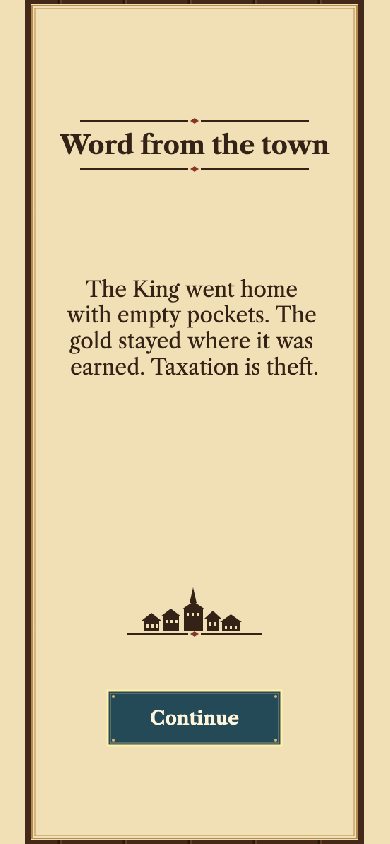 Word from the town
The King went home
with empty pockets. The
gold stayed where it was
earned. Taxation is theft.
Continue